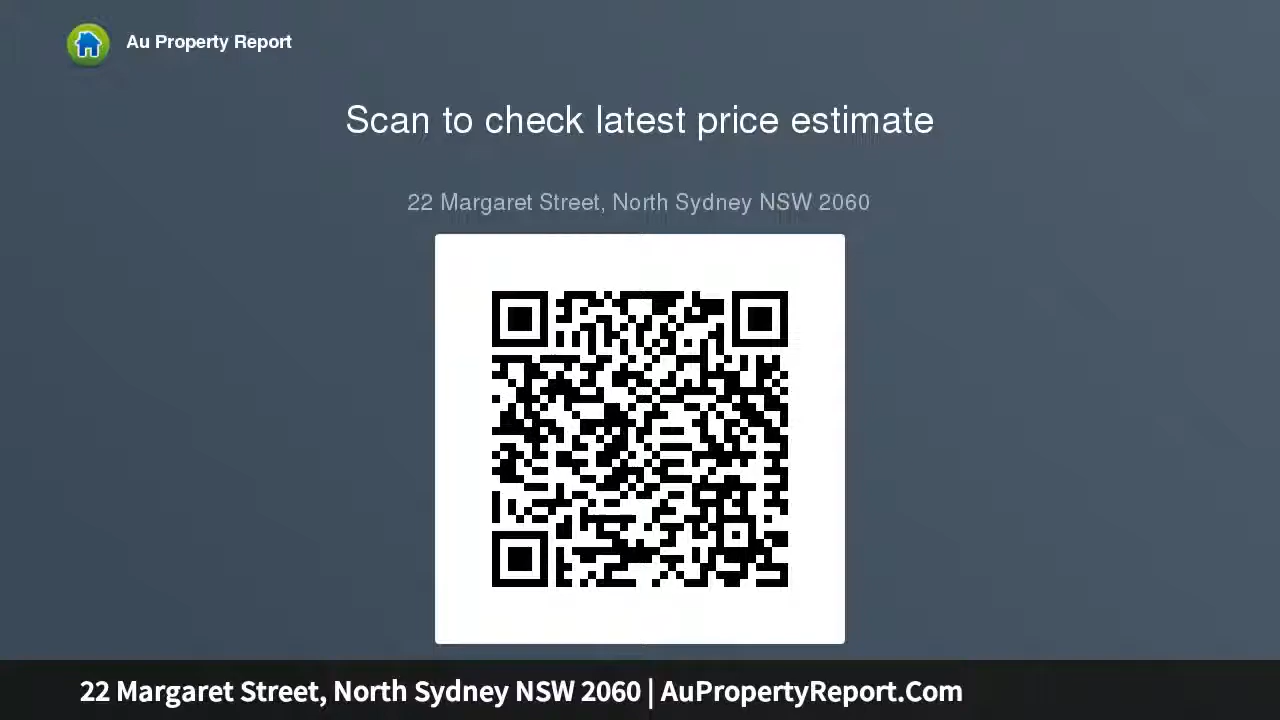 Au Property Report
Scan to check latest price estimate
22 Margaret Street, North Sydney NSW 2060
22 Margaret Street, North Sydney NSW 2060 | AuPropertyReport.Com